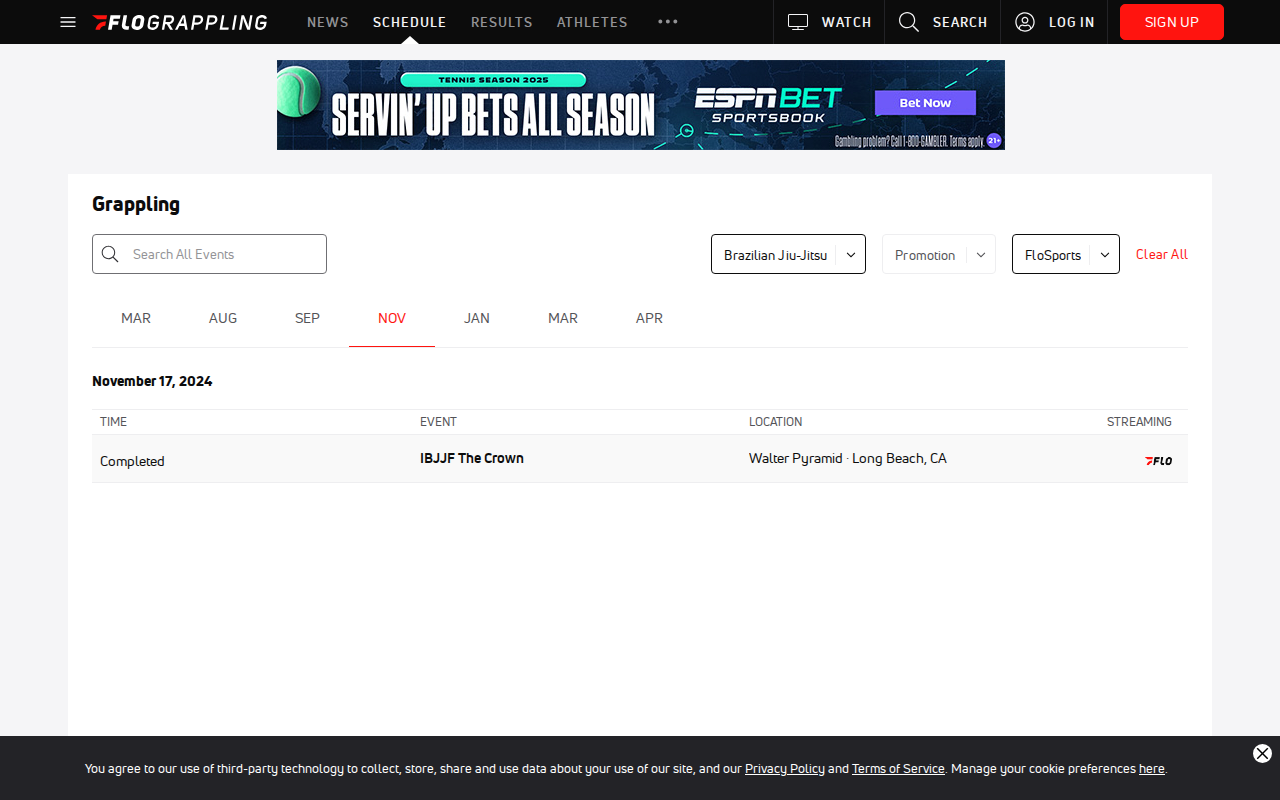 FLOGRAPPLING NEWS SCHEDULE RESULTS ATHLETES ••• WATCH SEARCH LOG IN SIGN UP
TENNIS SEASON 2025
SERVIN' UP BETS ALL SEASON
ESPN BET
SPORTSBOOK
Bet Now
Gambling problem? Call 1-800-GAMBLER. Terms apply. 21+
Grappling
Search All Events Brazilian Jiu-Jitsu Promotion FloSports Clear All
MAR AUG SEP NOV JAN MAR APR
November 17, 2024
TIME EVENT LOCATION STREAMING
Completed IBJJF The Crown Walter Pyramid · Long Beach, CA FLO
You agree to our use of third-party technology to collect, store, share and use data about your use of our site, and our Privacy Policy and Terms of Service. Manage your cookie preferences here.